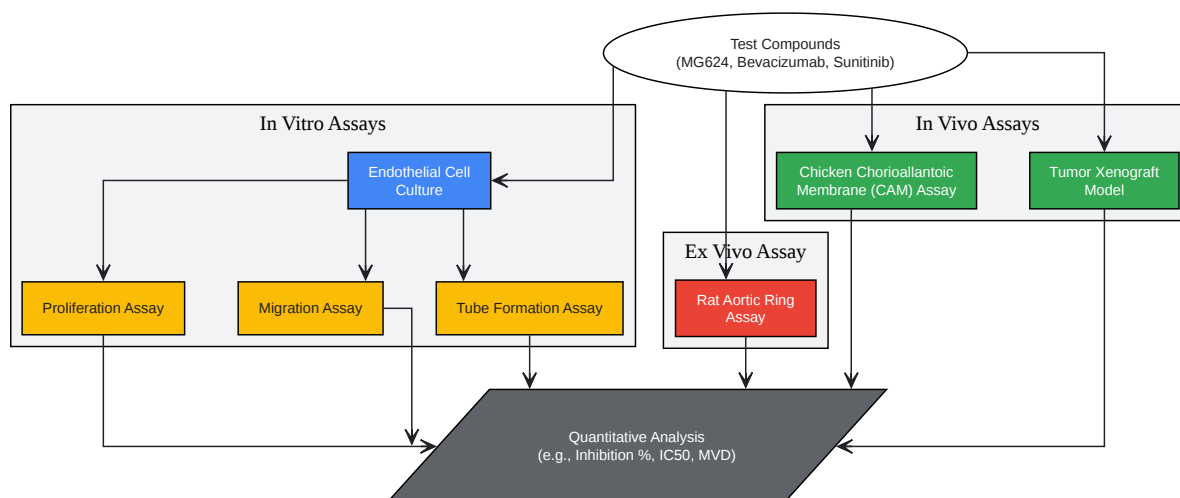 Test Compounds
(MG624, Bevacizumab, Sunitinib)
In Vitro Assays
In Vivo Assays
Endothelial Cell
Culture
Chicken Chorioallantoic
Membrane (CAM) Assay
Tumor Xenograft
Model
Ex Vivo Assay
Proliferation Assay
Migration Assay
Tube Formation Assay
Rat Aortic Ring
Assay
Quantitative Analysis
(e.g., Inhibition %, IC50, MVD)